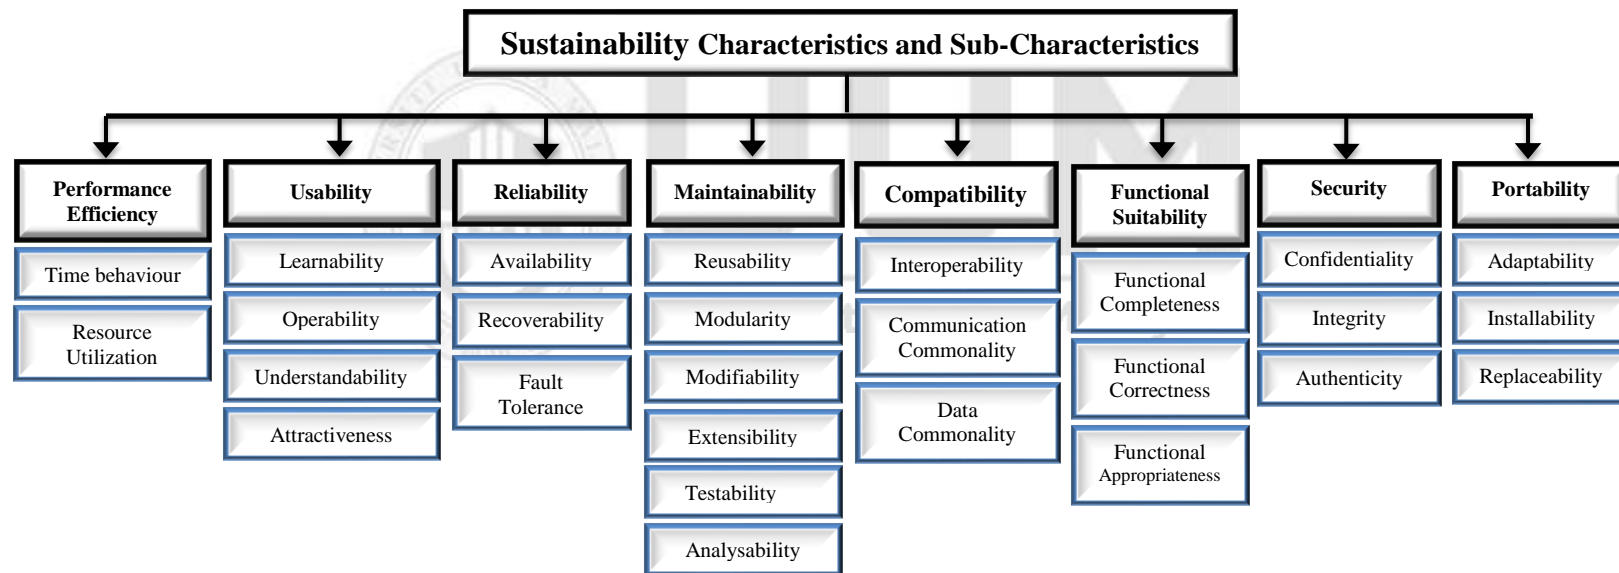 Sustainability Characteristics and Sub-Characteristics
Performance
Efficiency
Time behaviour
Resource
Utilization
Usability
Learnability
Operability
Understandability
Attractiveness
Reliability
Availability
Recoverability
Fault
Tolerance
Maintainability
Reusability
Modularity
Modifiability
Extensibility
Testability
Analysability
Compatibility
Interoperability
Communication
Commonality
Data
Commonality
Functional
Suitability
Functional
Completeness
Functional
Correctness
Functional
Appropriateness
Security
Confidentiality
Integrity
Authenticity
Portability
Adaptability
Installability
Replaceability